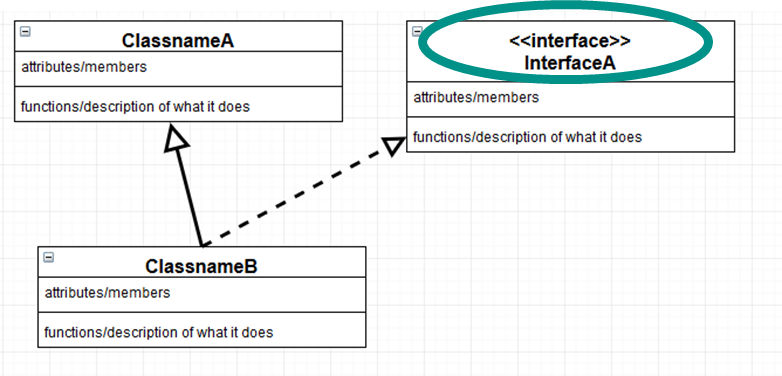 ClassnameA
attributes/members
functions/description of what it does
<<interface>>
InterfaceA
attributes/members
functions/description of what it does
ClassnameB
attributes/members
functions/description of what it does